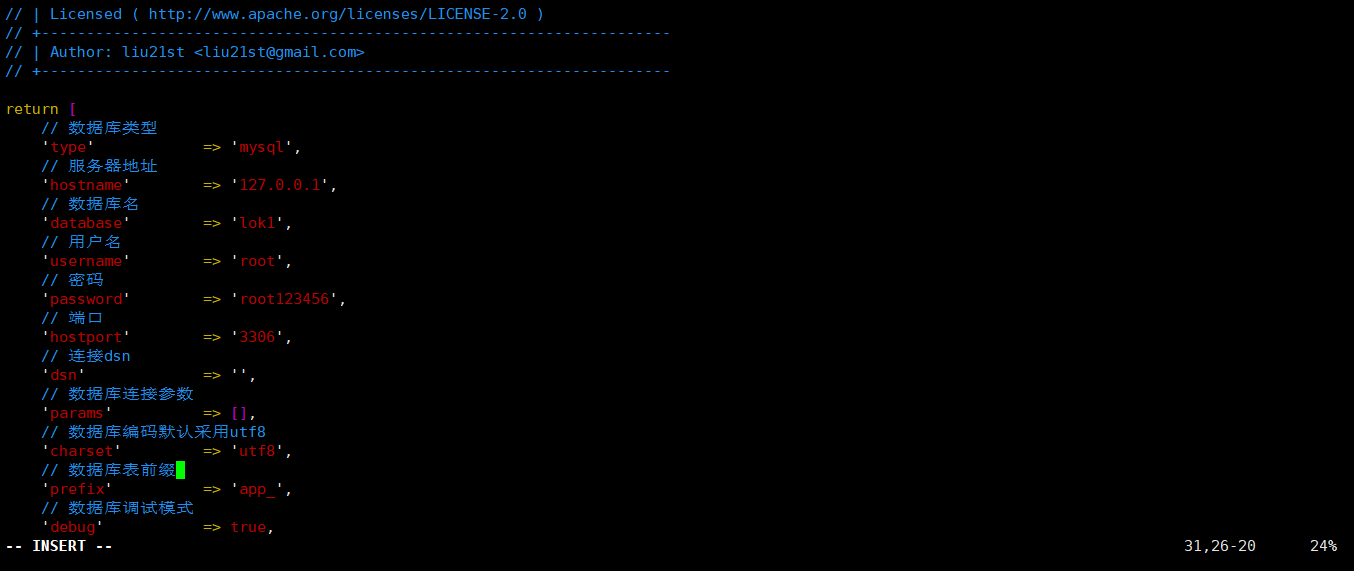 // | Licensed ( http://www.apache.org/licenses/LICENSE-2.0 )
// +----------------------------------------------------------------------
// | Author: liu21st <liu21st@gmail.com>
// +----------------------------------------------------------------------
return [
    // 数据库类型
    'type'            => 'mysql',
    // 服务器地址
    'hostname'        => '127.0.0.1',
    // 数据库名
    'database'        => 'lok1',
    // 用户名
    'username'        => 'root',
    // 密码
    'password'        => 'root123456',
    // 端口
    'hostport'        => '3306',
    // 连接dsn
    'dsn'             => '',
    // 数据库连接参数
    'params'          => [],
    // 数据库编码默认采用utf8
    'charset'         => 'utf8',
    // 数据库表前缀
    'prefix'          => 'app_',
    // 数据库调试模式
    'debug'           => true,
-- INSERT -- 31,26-20 24%